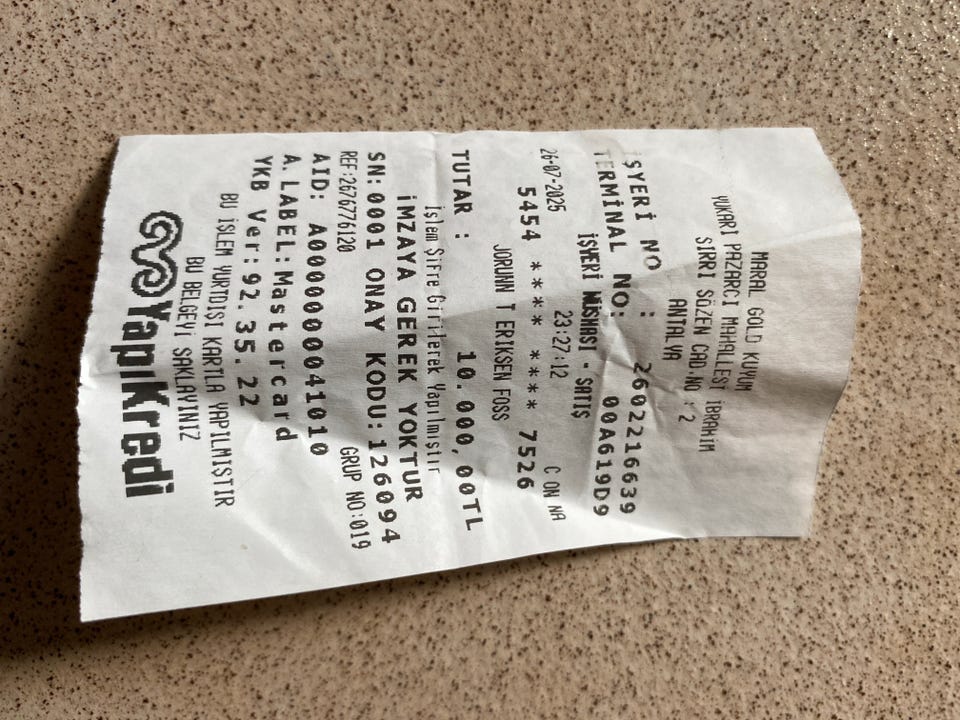 MARAL GOLD KUYUM
YUKARI PAZARCI MAHALLESI İBRAHİM
SIRRI SÖZEN CAD.NO : 2
ANTALYA
İŞYERİ NO : 2602216639
TERMİNAL NO: 00A619D9
İŞYERİ NÜSHASI - SATIŞ
26-07-2025 23:27:12 C ON NA
5454 **** **** 7526
JORUNN T ERIKSEN FOSS
TUTAR : 10.000,00TL
İşlem Şifre Girilerek Yapılmıştır
İMZAYA GEREK YOKTUR
SN:0001 ONAY KODU:126094
REF:2676776120 GRUP NO:019
AID: A0000000041010
A.LABEL:Mastercard
YKB Ver:92.35.22
BU İŞLEM YURTDIŞI KARTLA YAPILMIŞTIR
BU BELGEYİ SAKLAYINIZ
YapıKredi